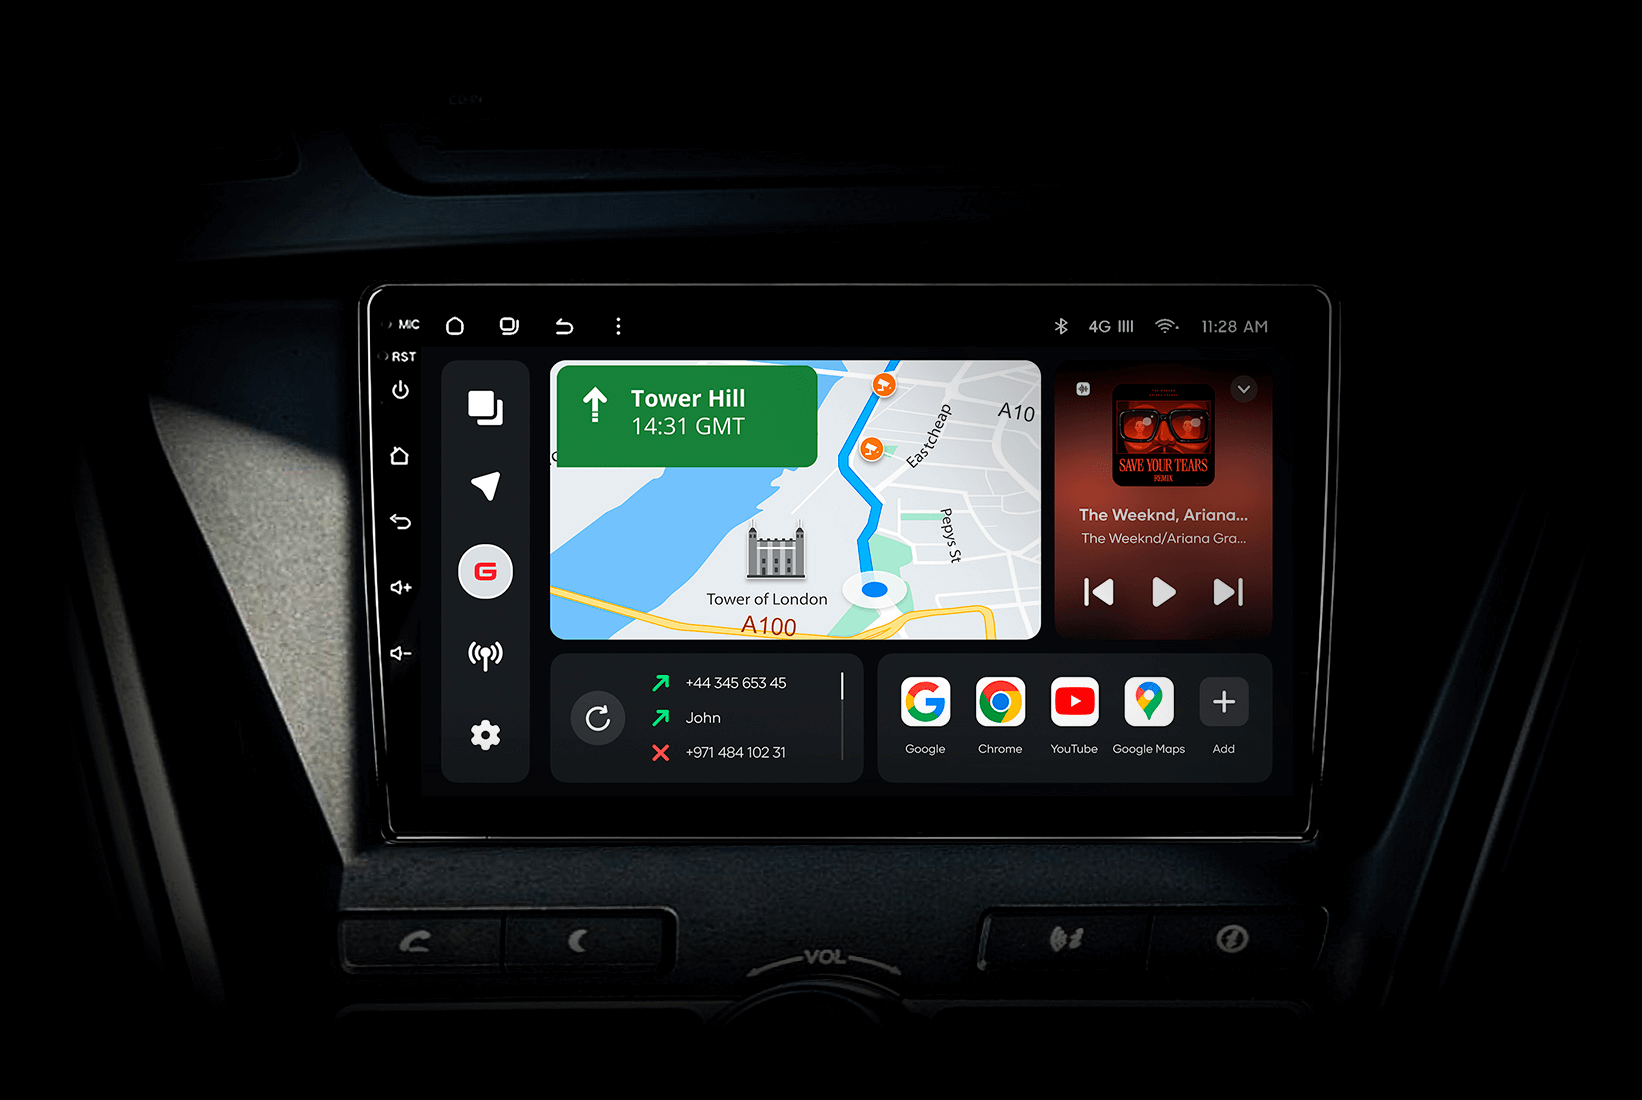 MIC
4G
11:28 AM
RST
Tower Hill
14:31 GMT
Eastcheap
A10
SAVE YOUR TEARS
REMIX
The Weeknd, Ariana...
The Weeknd/Ariana Gra...
Pepys St
G
Tower of London
A100
+44 345 653 45
John
+971 484 102 31
Google
Chrome
YouTube
Google Maps
Add
VOL